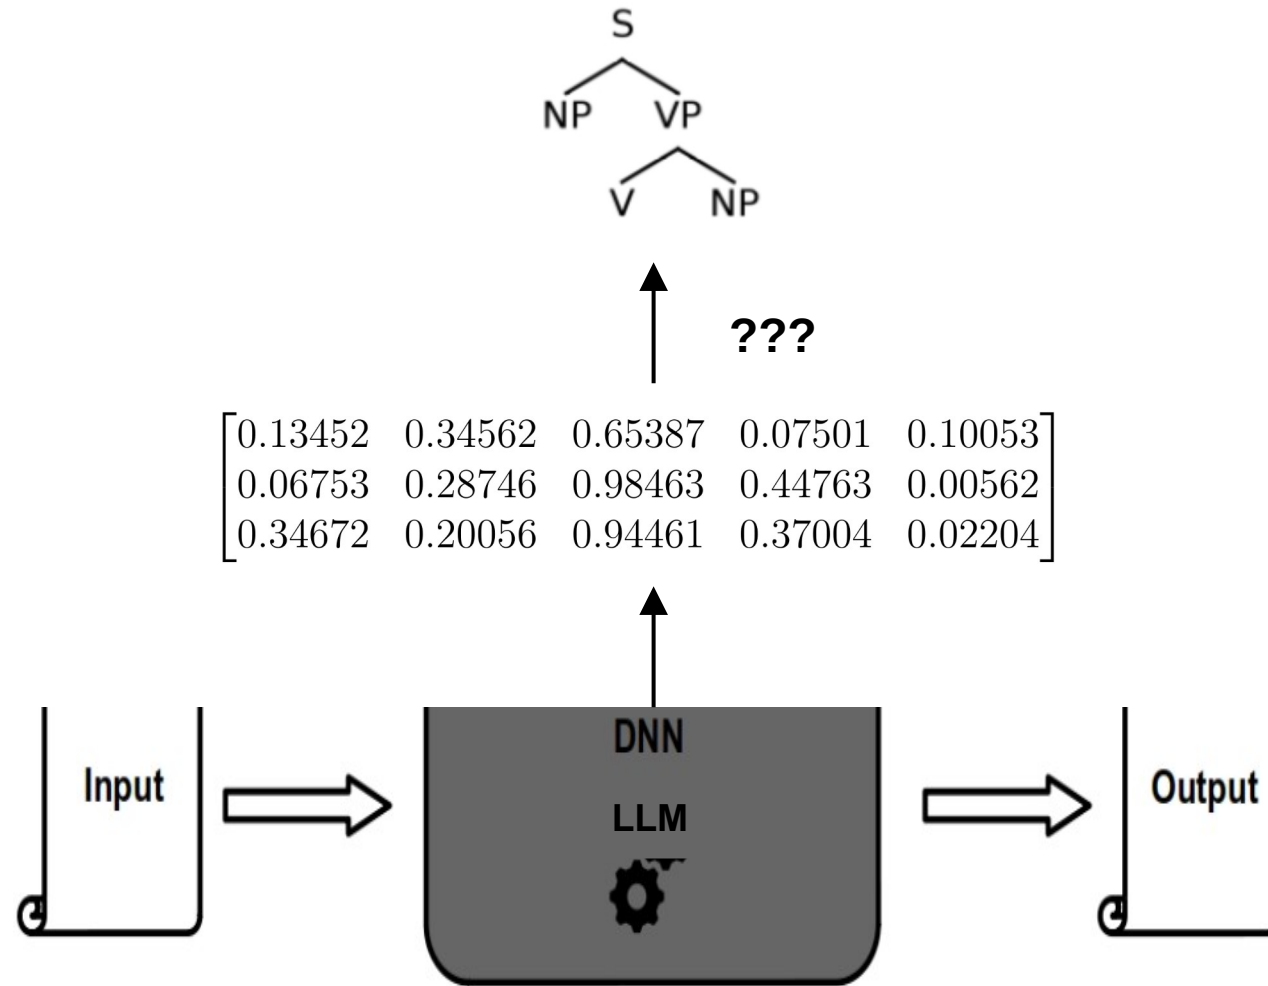 S
NP VP
V NP
???
0.13452 0.34562 0.65387 0.07501 0.10053
0.06753 0.28746 0.98463 0.44763 0.00562
0.34672 0.20056 0.94461 0.37004 0.02204
DNN
Input
LLM
Output